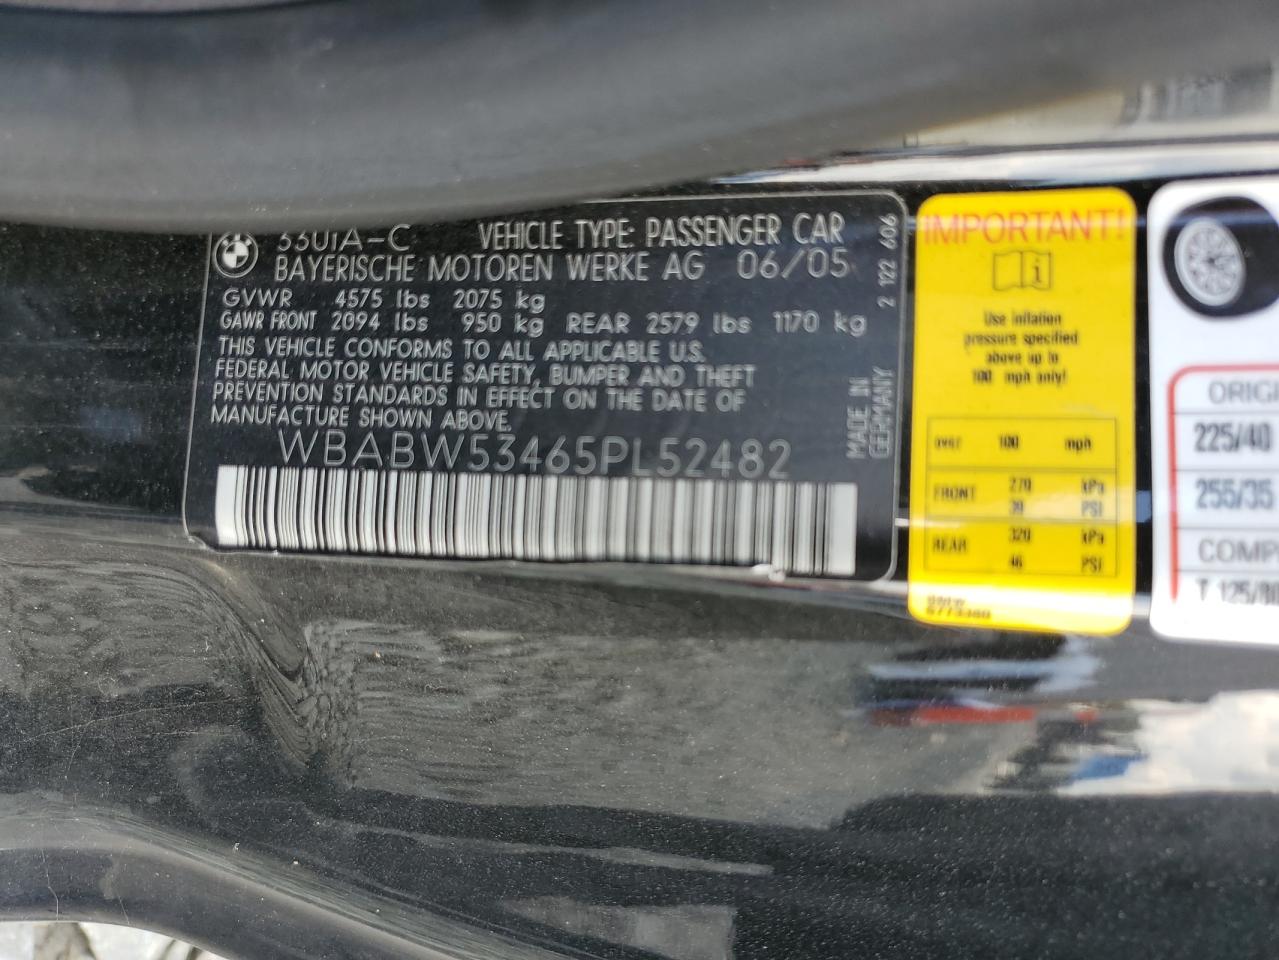 330iA-C VEHICLE TYPE: PASSENGER CAR
BAYERISCHE MOTOREN WERKE AG 06/05
GVWR 4575 lbs 2075 kg
GAWR FRONT 2094 lbs 950 kg REAR 2579 lbs 1170 kg
THIS VEHICLE CONFORMS TO ALL APPLICABLE U.S.
FEDERAL MOTOR VEHICLE SAFETY, BUMPER AND THEFT
PREVENTION STANDARDS IN EFFECT ON THE DATE OF
MANUFACTURE SHOWN ABOVE.
WBABW53465PL52482
MADE IN
GERMANY
2 122 606
IMPORTANT!
Use inflation
pressure specified
above up to
100 mph only!
over 100 mph
FRONT 270 kPa
39 PSI
REAR 320 kPa
46 PSI
ORIGI
225/40
255/35
COMP
T 125/80